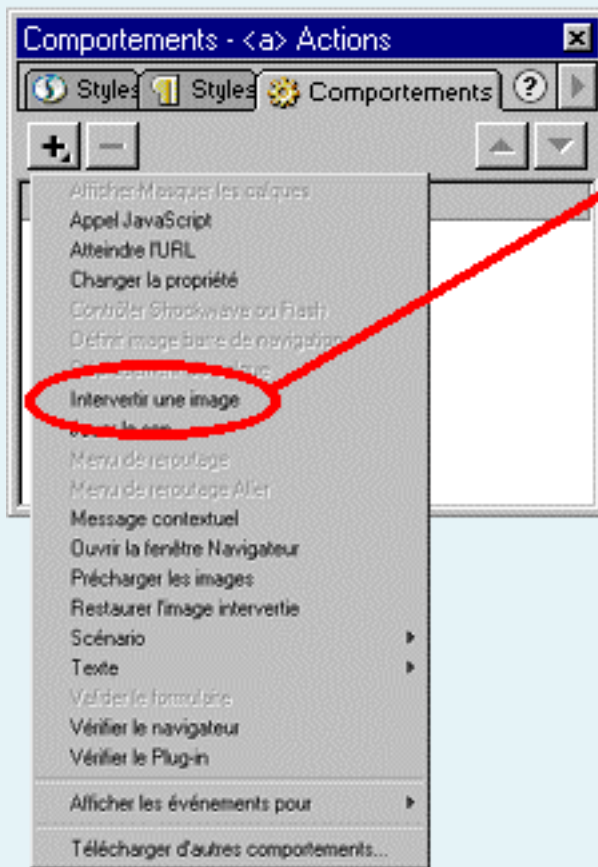 Comportements - <a> Actions
Styles Styles Comportements ?
Afficher-Masquer les calques
Appel JavaScript
Atteindre l'URL
Changer la propriété
Contrôler Shockwave ou Flash
Définir image barre de navigation
Intervertir une image
Jouer le son
Menu de reroutage
Menu de reroutage Aller
Message contextuel
Ouvrir la fenêtre Navigateur
Précharger les images
Restaurer l'image intervertie
Scénario
Texte
Valider le formulaire
Vérifier le navigateur
Vérifier le Plug-in
Afficher les événements pour
Télécharger d'autres comportements...